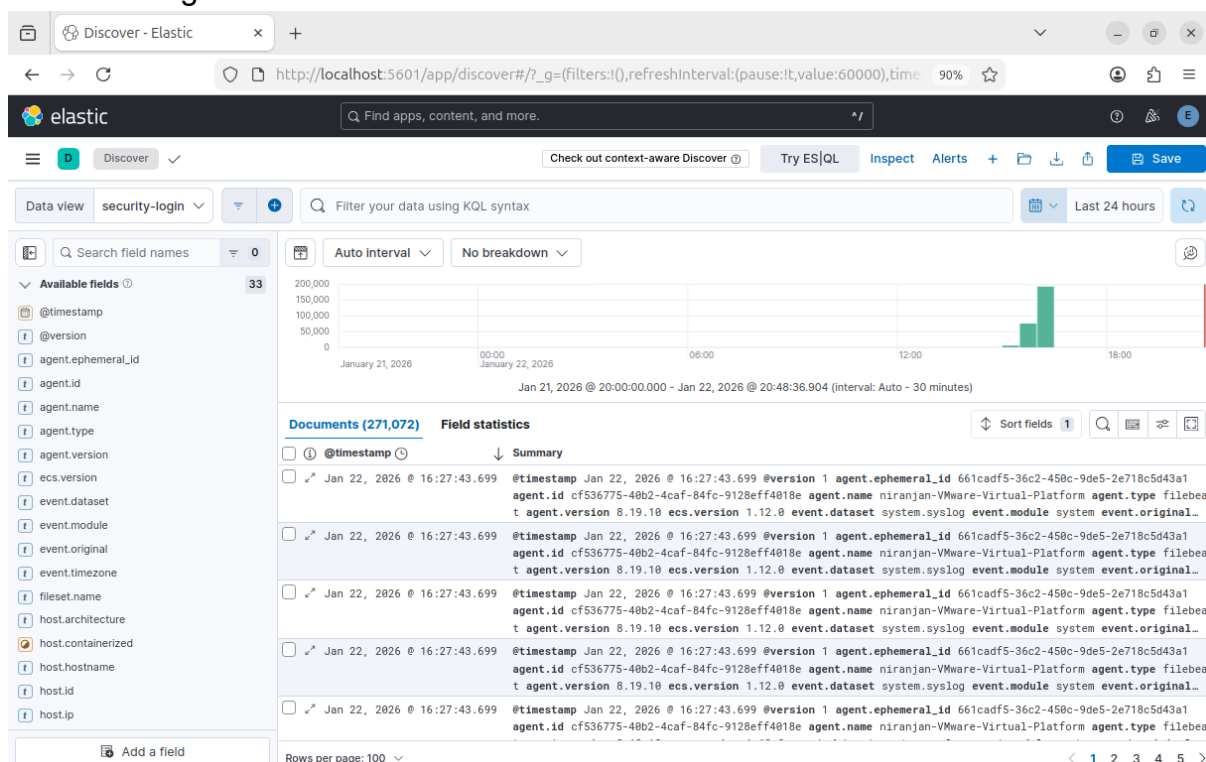 Discover - Elastic
http://localhost:5601/app/discover#/?_g=(filters:!(),refreshInterval:(pause:!t,value:60000),time: 90%
elastic Find apps, content, and more. ^/ E
D Discover Check out context-aware Discover Try ES|QL Inspect Alerts Save
Data view security-login Filter your data using KQL syntax Last 24 hours
Search field names 0 Auto interval No breakdown
Available fields 33
@timestamp
@version
agent.ephemeral_id
agent.id
agent.name
agent.type
agent.version
ecs.version
event.dataset
event.module
event.original
event.timezone
fileset.name
host.architecture
host.containerized
host.hostname
host.id
host.ip
Add a field
200,000
150,000
100,000
50,000
0
00:00 06:00 12:00 18:00
January 21, 2026 January 22, 2026
Jan 21, 2026 @ 20:00:00.000 - Jan 22, 2026 @ 20:48:36.904 (interval: Auto - 30 minutes)
Documents (271,072) Field statistics Sort fields 1
@timestamp Summary
Jan 22, 2026 @ 16:27:43.699 @timestamp Jan 22, 2026 @ 16:27:43.699 @version 1 agent.ephemeral_id 661cadf5-36c2-450c-9de5-2e718c5d43a1
agent.id cf536775-40b2-4caf-84fc-9128eff4018e agent.name niranjan-VMware-Virtual-Platform agent.type filebea
t agent.version 8.19.10 ecs.version 1.12.0 event.dataset system.syslog event.module system event.original…
Jan 22, 2026 @ 16:27:43.699 @timestamp Jan 22, 2026 @ 16:27:43.699 @version 1 agent.ephemeral_id 661cadf5-36c2-450c-9de5-2e718c5d43a1
agent.id cf536775-40b2-4caf-84fc-9128eff4018e agent.name niranjan-VMware-Virtual-Platform agent.type filebea
t agent.version 8.19.10 ecs.version 1.12.0 event.dataset system.syslog event.module system event.original…
Jan 22, 2026 @ 16:27:43.699 @timestamp Jan 22, 2026 @ 16:27:43.699 @version 1 agent.ephemeral_id 661cadf5-36c2-450c-9de5-2e718c5d43a1
agent.id cf536775-40b2-4caf-84fc-9128eff4018e agent.name niranjan-VMware-Virtual-Platform agent.type filebea
t agent.version 8.19.10 ecs.version 1.12.0 event.dataset system.syslog event.module system event.original…
Jan 22, 2026 @ 16:27:43.699 @timestamp Jan 22, 2026 @ 16:27:43.699 @version 1 agent.ephemeral_id 661cadf5-36c2-450c-9de5-2e718c5d43a1
agent.id cf536775-40b2-4caf-84fc-9128eff4018e agent.name niranjan-VMware-Virtual-Platform agent.type filebea
t agent.version 8.19.10 ecs.version 1.12.0 event.dataset system.syslog event.module system event.original…
Jan 22, 2026 @ 16:27:43.699 @timestamp Jan 22, 2026 @ 16:27:43.699 @version 1 agent.ephemeral_id 661cadf5-36c2-450c-9de5-2e718c5d43a1
agent.id cf536775-40b2-4caf-84fc-9128eff4018e agent.name niranjan-VMware-Virtual-Platform agent.type filebea
Rows per page: 100 1 2 3 4 5